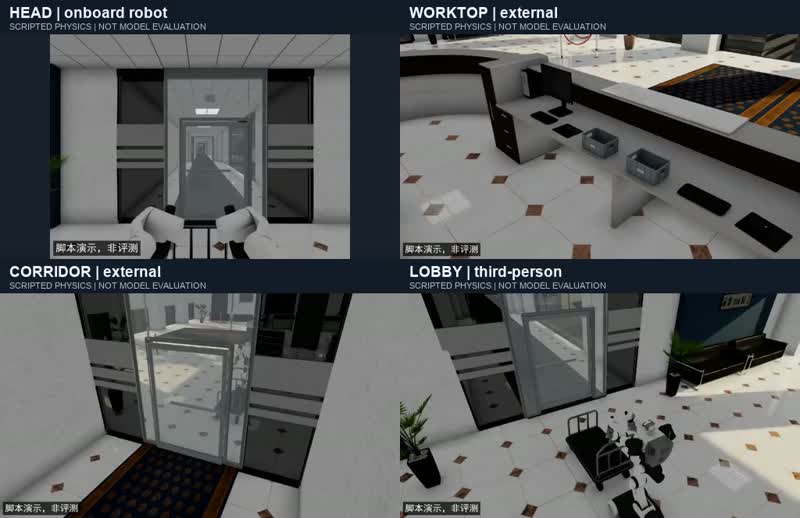 HEAD | onboard robot
SCRIPTED PHYSICS | NOT MODEL EVALUATION
脚本演示，非评测
WORKTOP | external
SCRIPTED PHYSICS | NOT MODEL EVALUATION
脚本演示，非评测
CORRIDOR | external
SCRIPTED PHYSICS | NOT MODEL EVALUATION
脚本演示，非评测
LOBBY | third-person
SCRIPTED PHYSICS | NOT MODEL EVALUATION
脚本演示，非评测